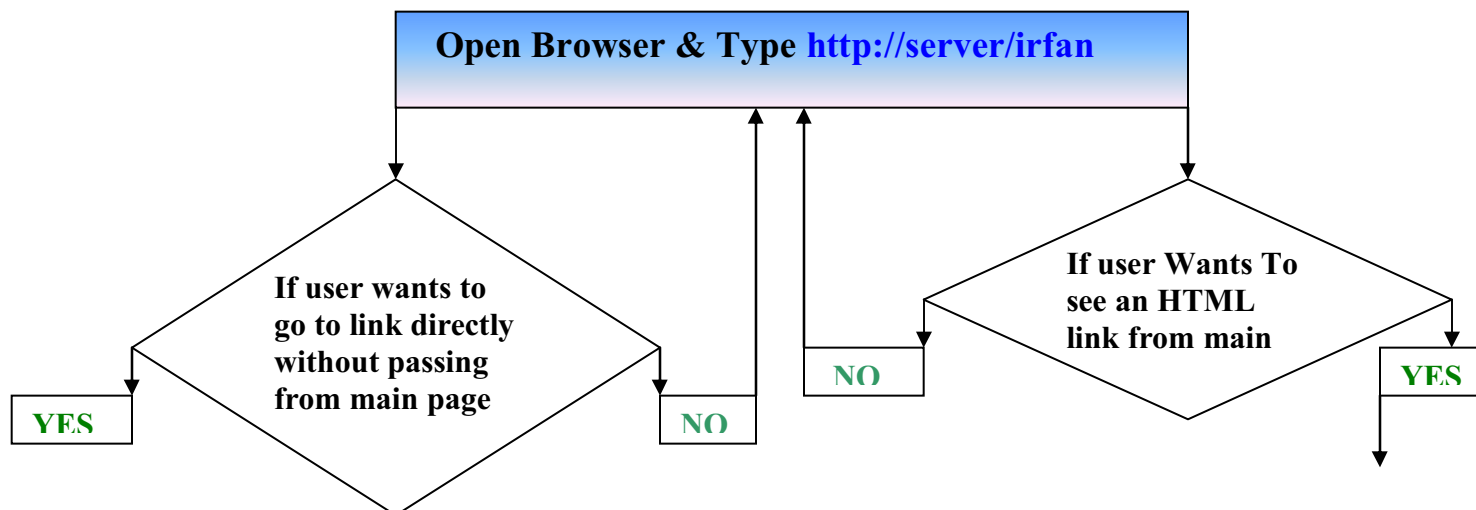 Open Browser & Type http://server/irfan
If user wants to
go to link directly
without passing
from main page
YES
NO
If user Wants To
see an HTML
link from main
NO
YES